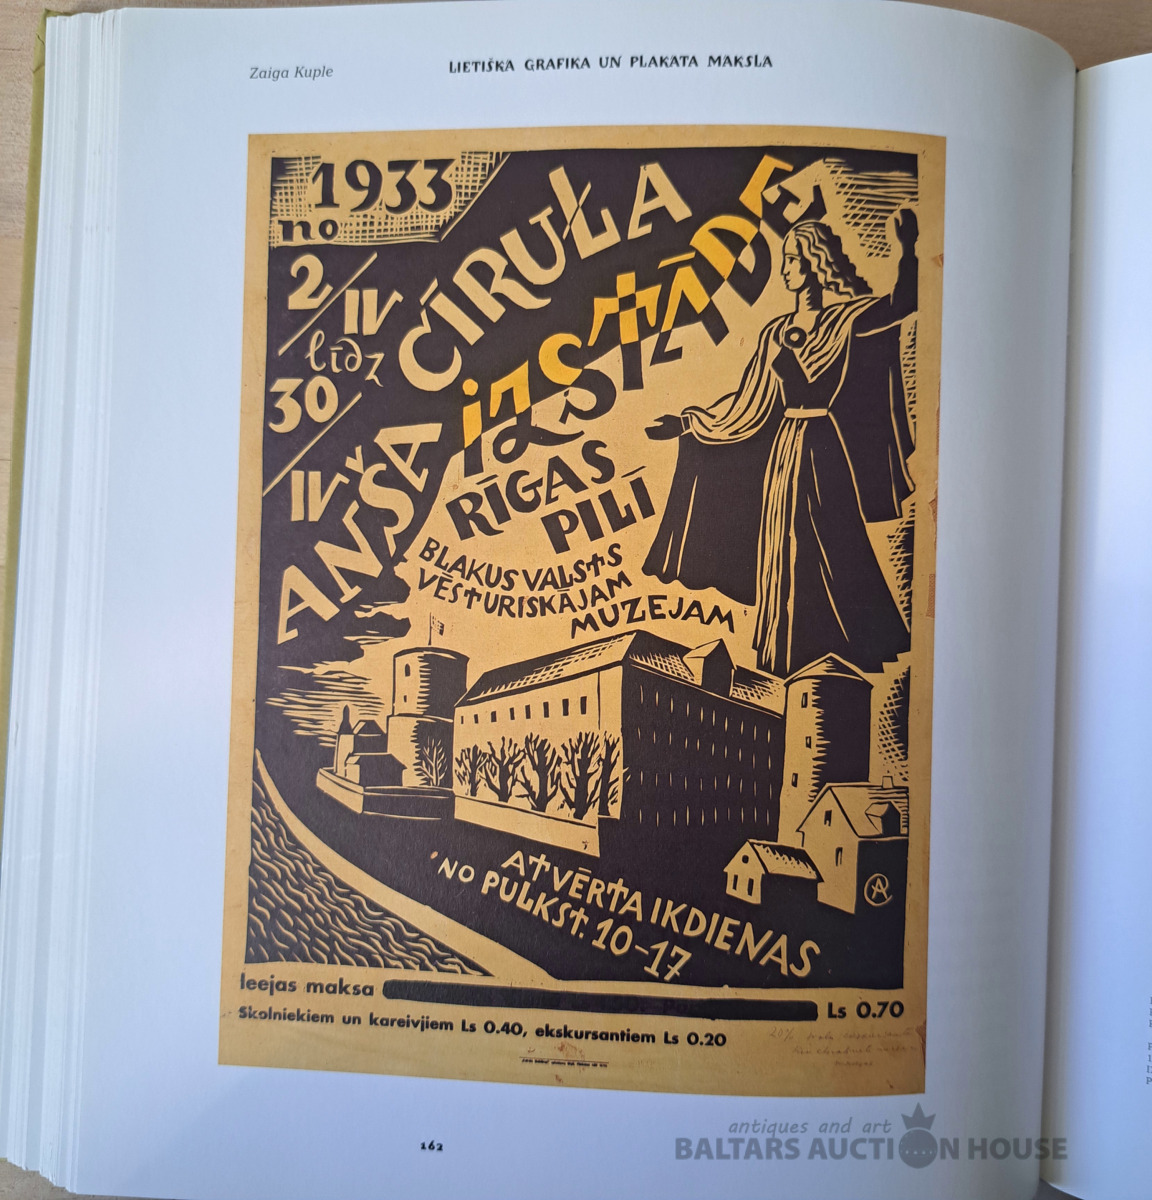 Zaiga Kuple
LIETIŠĶA GRAFIKA UN PLAKĀTA MĀKSLA
1933
no
2/IV
līdz
30/IV
ANŠA CĪRUĻA
iZSTĀDE
RĪGAS
PILĪ
BLAKUS VALSTS
VĒSTURISKĀJAM
MUZEJAM
ATVĒRTA IKDIENAS
NO PULKST. 10-17
Ieejas maksa Ls 0.70
Skolniekiem un kareivjiem Ls 0.40, ekskursantiem Ls 0.20
162
antiques and art
BALTARS AUCTION HOUSE